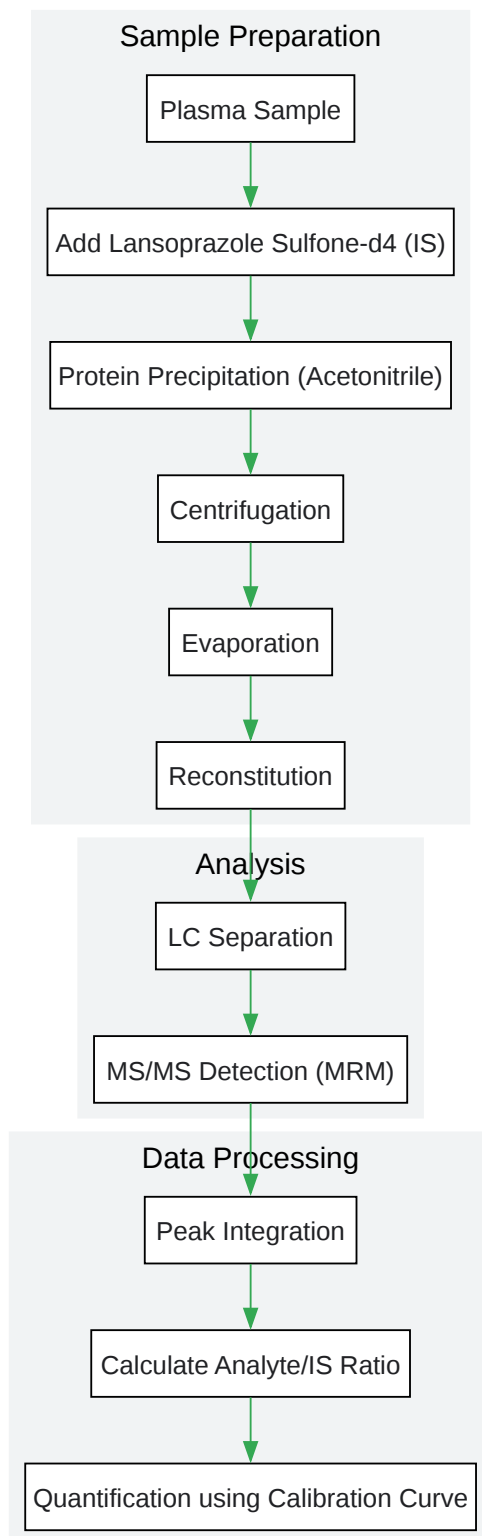 Sample Preparation
Plasma Sample
Add Lansoprazole Sulfone-d4 (IS)
Protein Precipitation (Acetonitrile)
Centrifugation
Evaporation
Reconstitution
Analysis
LC Separation
MS/MS Detection (MRM)
Data Processing
Peak Integration
Calculate Analyte/IS Ratio
Quantification using Calibration Curve